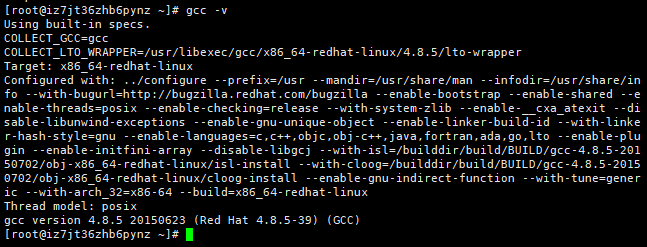 [root@iz7jt36zhb6pynz ~]# gcc -v
Using built-in specs.
COLLECT_GCC=gcc
COLLECT_LTO_WRAPPER=/usr/libexec/gcc/x86_64-redhat-linux/4.8.5/lto-wrapper
Target: x86_64-redhat-linux
Configured with: ../configure --prefix=/usr --mandir=/usr/share/man --infodir=/usr/share/in
fo --with-bugurl=http://bugzilla.redhat.com/bugzilla --enable-bootstrap --enable-shared --e
nable-threads=posix --enable-checking=release --with-system-zlib --enable-__cxa_atexit --di
sable-libunwind-exceptions --enable-gnu-unique-object --enable-linker-build-id --with-linke
r-hash-style=gnu --enable-languages=c,c++,objc,obj-c++,java,fortran,ada,go,lto --enable-plu
gin --enable-initfini-array --disable-libgcj --with-isl=/builddir/build/BUILD/gcc-4.8.5-201
50702/obj-x86_64-redhat-linux/isl-install --with-cloog=/builddir/build/BUILD/gcc-4.8.5-2015
0702/obj-x86_64-redhat-linux/cloog-install --enable-gnu-indirect-function --with-tune=gener
ic --with-arch_32=x86-64 --build=x86_64-redhat-linux
Thread model: posix
gcc version 4.8.5 20150623 (Red Hat 4.8.5-39) (GCC)
[root@iz7jt36zhb6pynz ~]#